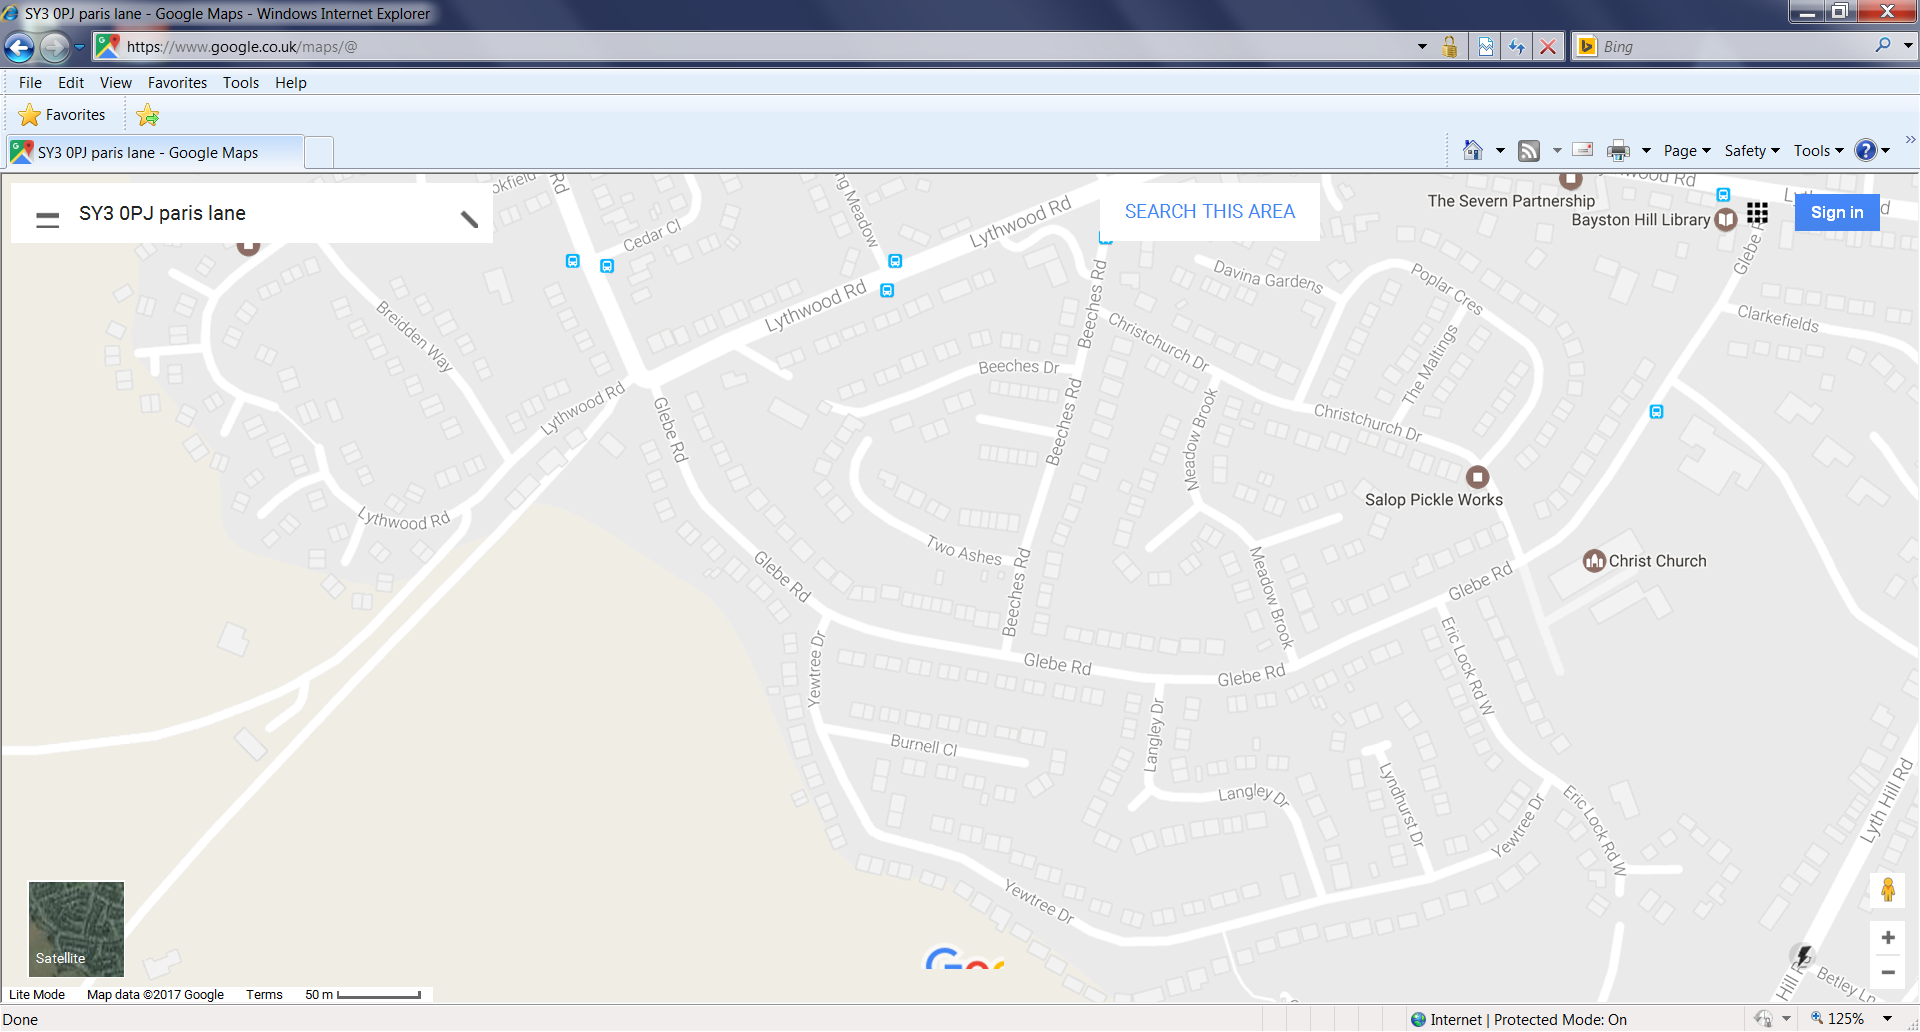 SY3 0PJ paris lane - Google Maps - Windows Internet Explorer
https://www.google.co.uk/maps/@
Bing
File Edit View Favorites Tools Help
Favorites
SY3 0PJ paris lane - Google Maps
Page Safety Tools
SY3 0PJ paris lane
SEARCH THIS AREA
Sign in
The Severn Partnership
Bayston Hill Library
Rd
Cedar Cl
Meadow
Lythwood Rd
Lythwood Rd
Glebe R
Davina Gardens
Poplar Cres
Clarkefields
Breidden Way
Beeches Rd
Christchurch Dr
The Maltings
Beeches Dr
Lythwood Rd
Glebe Rd
Beeches Rd
Meadow Brook
Christchurch Dr
Salop Pickle Works
Lythwood Rd
Two Ashes
Beeches Rd
Glebe Rd
Meadow Brook
Glebe Rd
Christ Church
Yewtree Dr
Glebe Rd
Glebe Rd
Eric Lock Rd W
Langley Dr
Burnell Cl
Langley Dr
Lyndhurst Dr
Yewtree Dr
Eric Lock Rd W
Lyth Hill Rd
Yewtree Dr
Hill R
Betley Ln
Satellite
Lite Mode Map data ©2017 Google Terms 50 m
Done
Internet | Protected Mode: On
125%